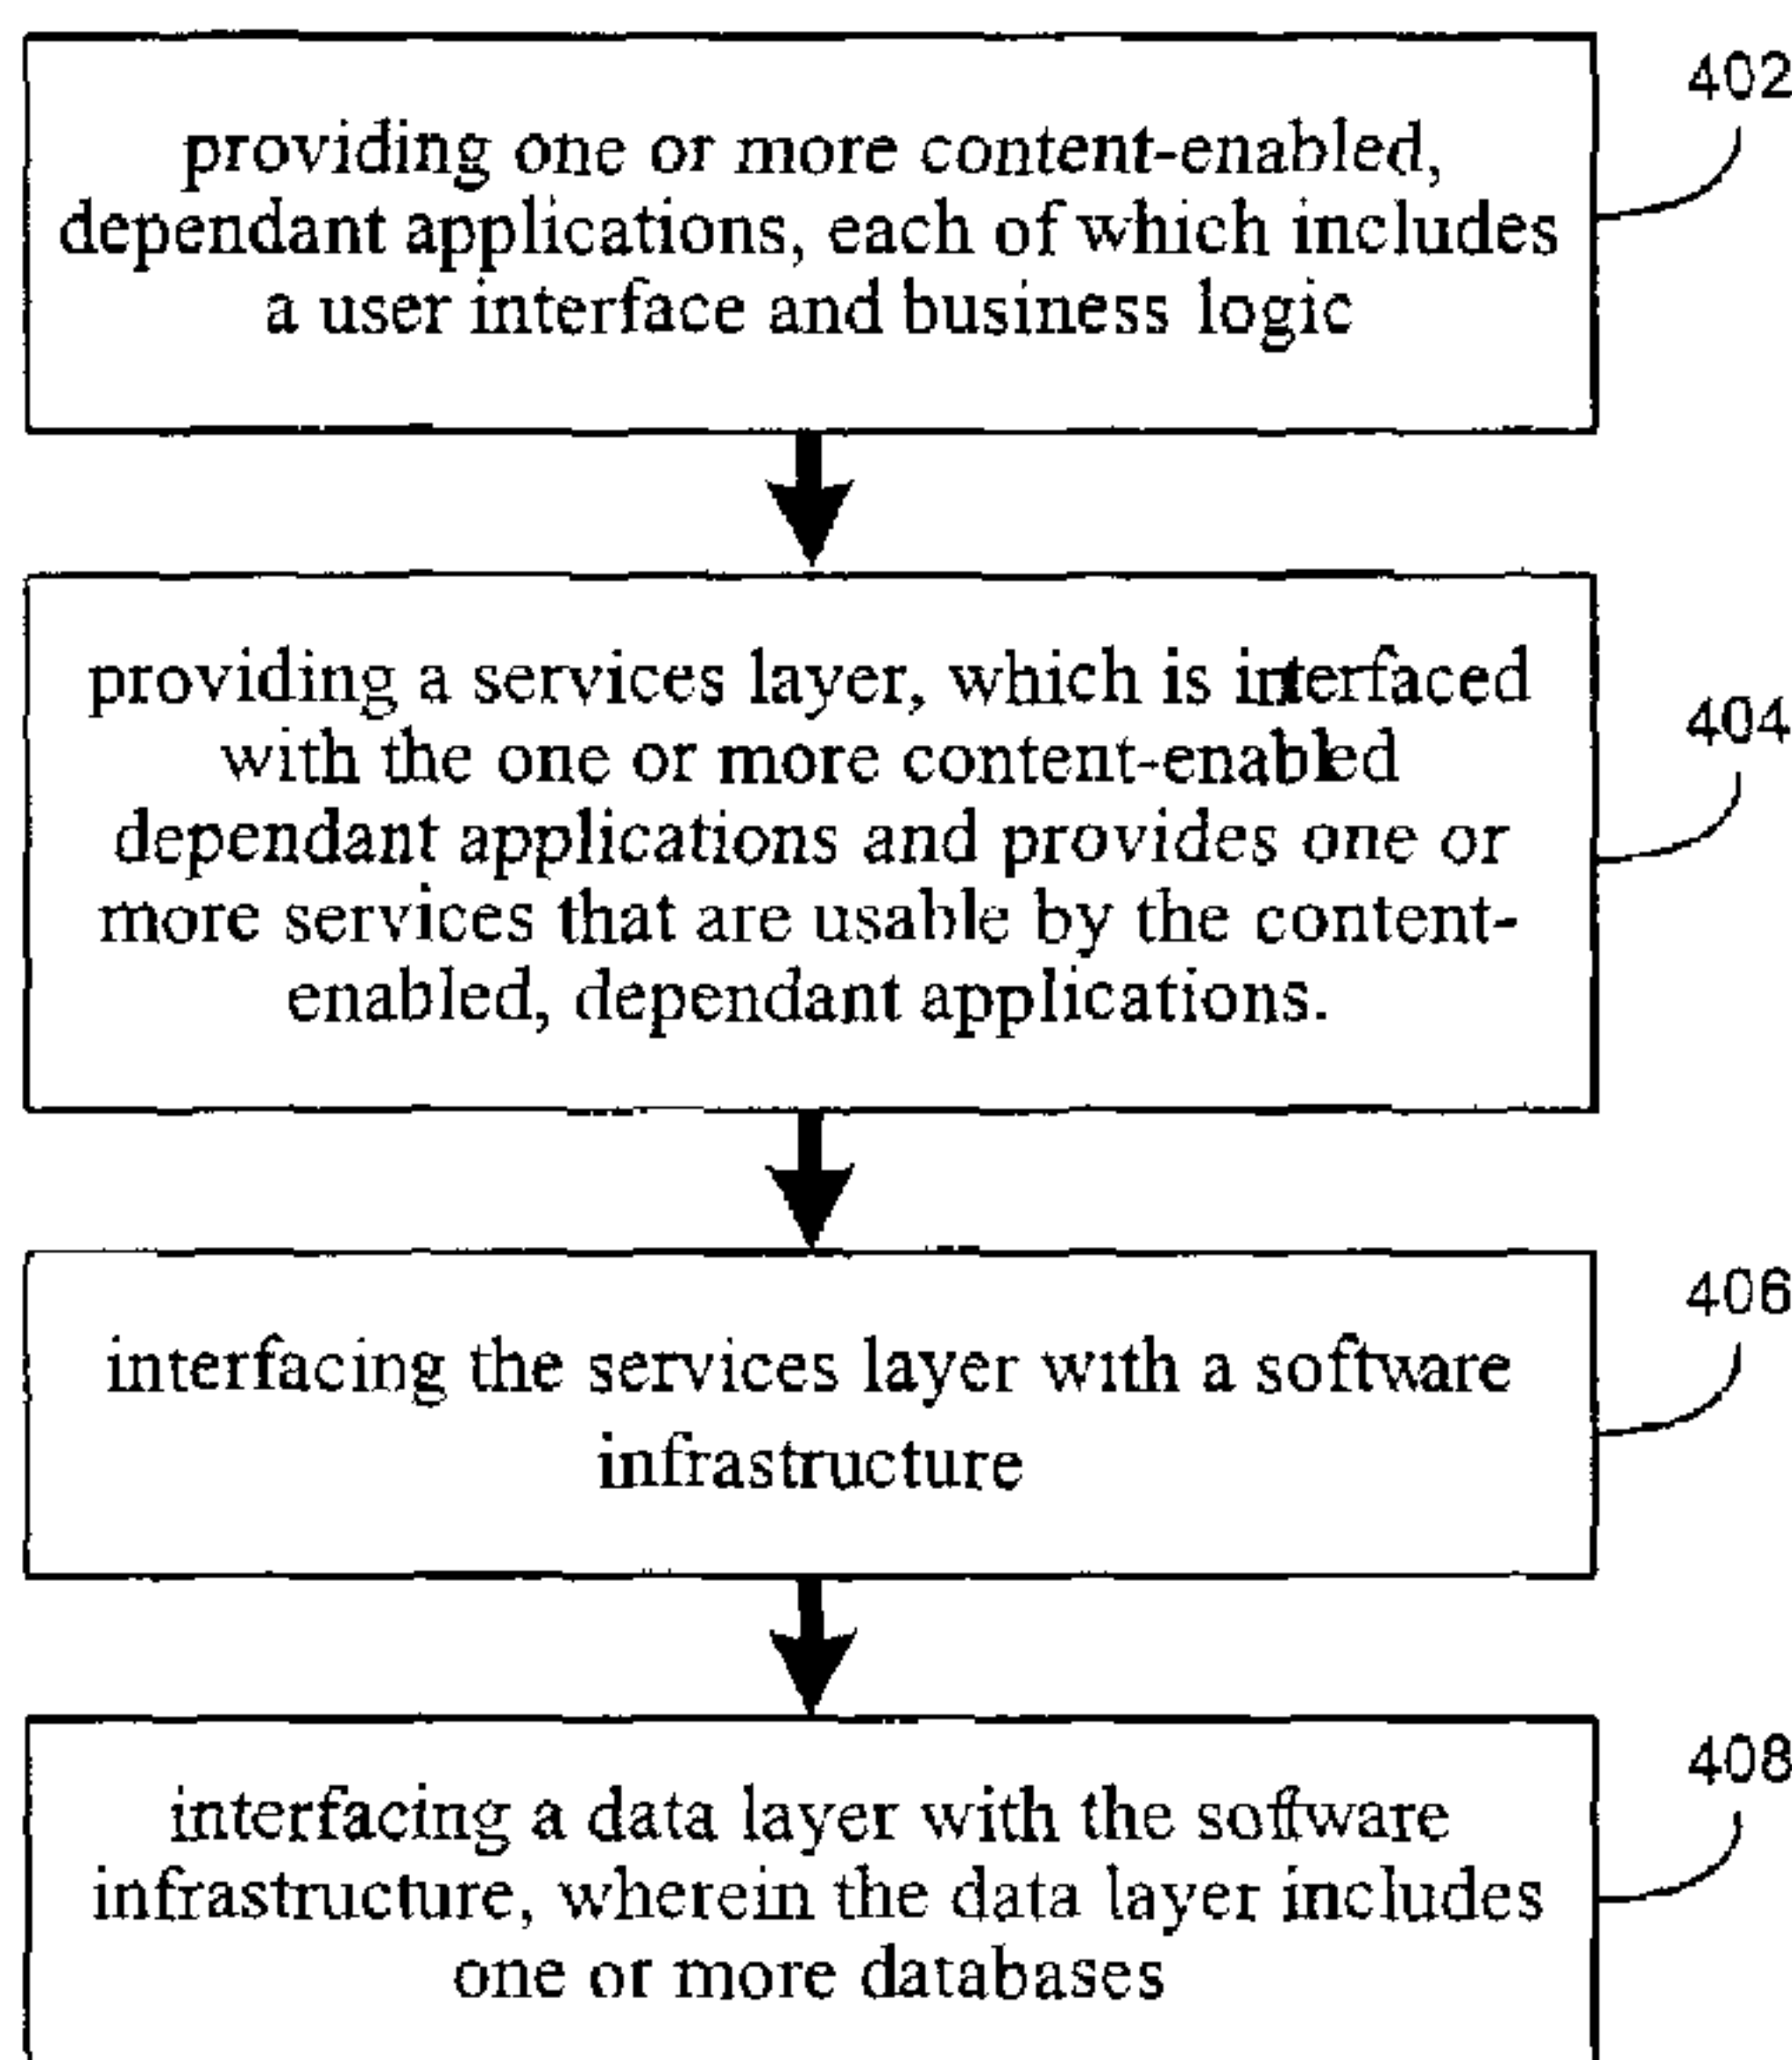 402
providing one or more content-enabled,
dependant applications, each of which includes
a user interface and business logic
providing a services layer, which is interfaced
with the one or more content-enabled
dependant applications and provides one or
more services that are usable by the content-
enabled, dependant applications.
404
interfacing the services layer with a software
infrastructure
406
interfacing a data layer with the software
infrastructure, wherein the data layer includes
one or more databases
408